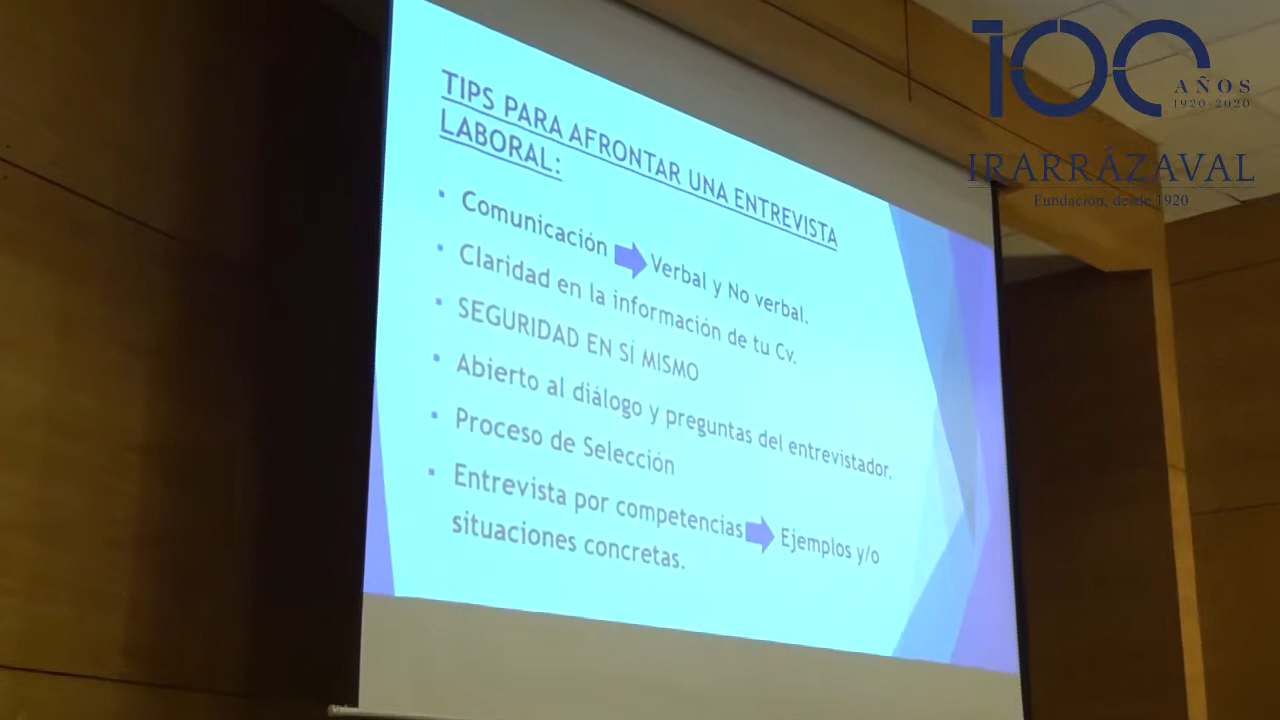 TIPS PARA AFRONTAR UNA ENTREVISTA
LABORAL:
Comunicación Verbal y No verbal.
Claridad en la información de tu Cv.
SEGURIDAD EN SÍ MISMO
Abierto al diálogo y preguntas del entrevistador.
Proceso de Selección
Entrevista por competencias Ejemplos y/o
situaciones concretas.
100
AÑOS
1920-2020
IRARRÁZAVAL
Fundación, desde 1920